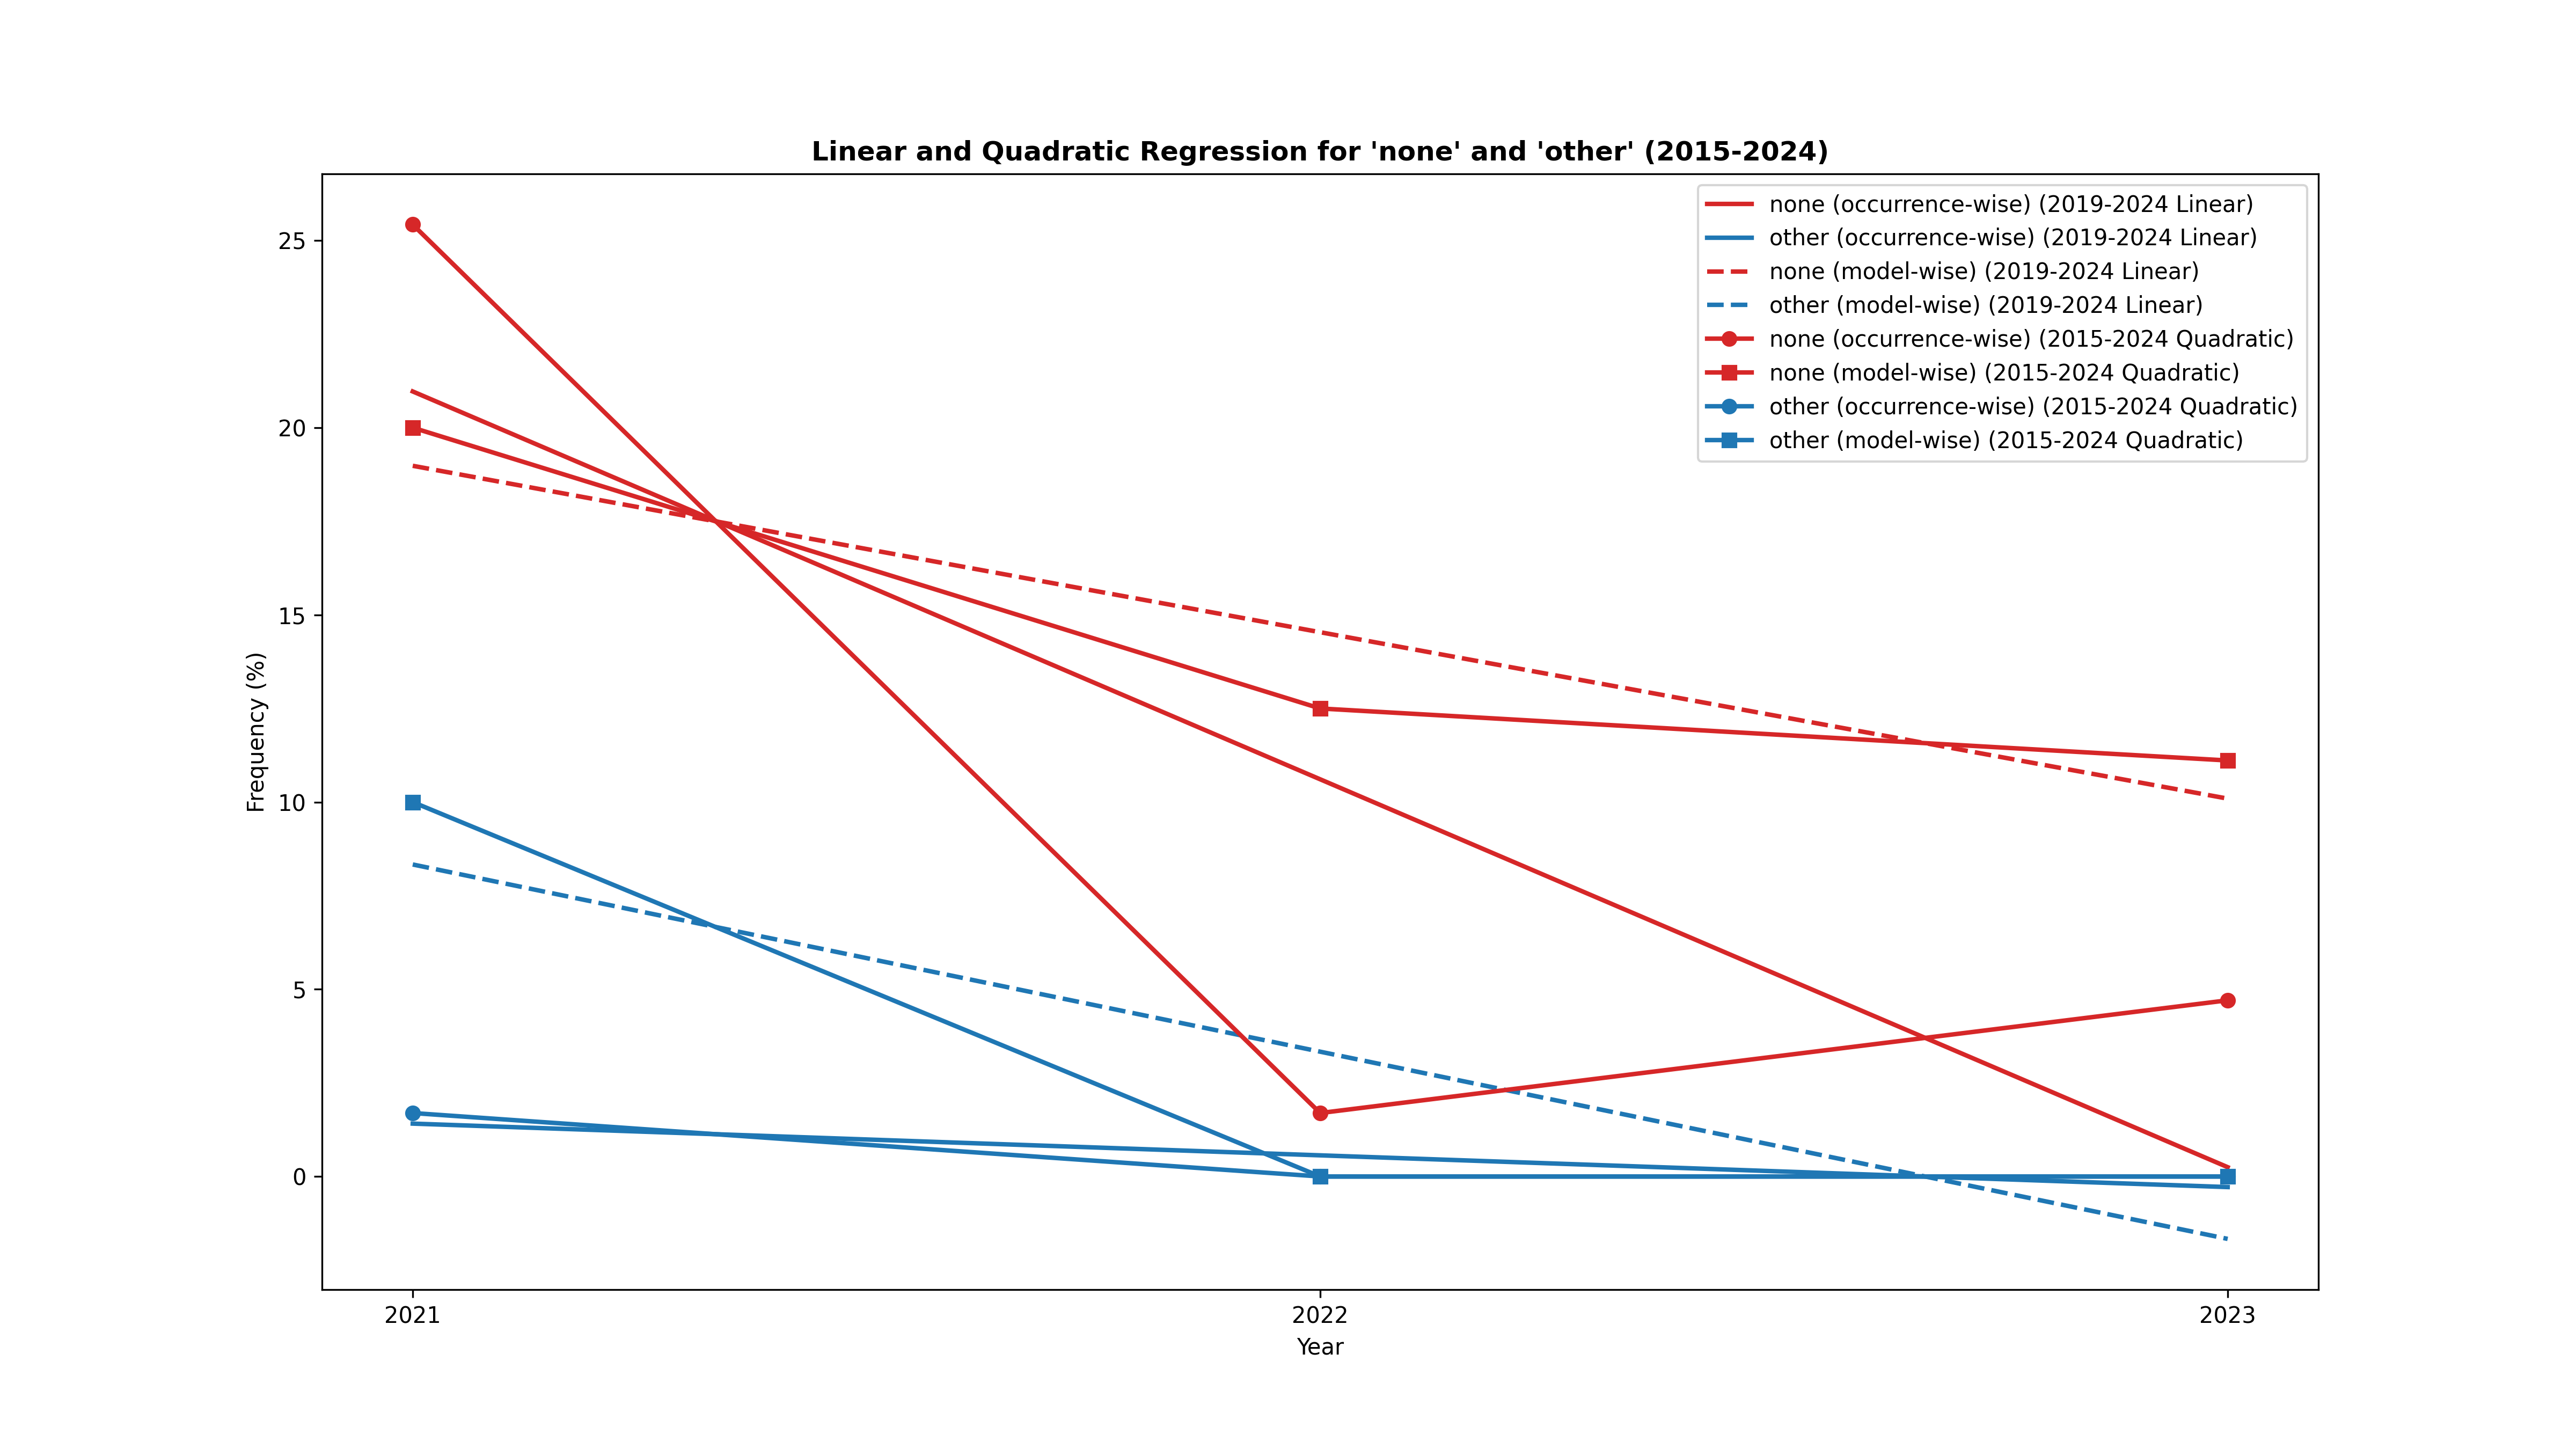 Linear and Quadratic Regression for 'none' and 'other' (2015-2024)
none (occurrence-wise) (2019-2024 Linear)
other (occurrence-wise) (2019-2024 Linear)
none (model-wise) (2019-2024 Linear)
other (model-wise) (2019-2024 Linear)
none (occurrence-wise) (2015-2024 Quadratic)
none (model-wise) (2015-2024 Quadratic)
other (occurrence-wise) (2015-2024 Quadratic)
other (model-wise) (2015-2024 Quadratic)
Frequency (%)
25
20
15
10
5
0
2021
2022
2023
Year